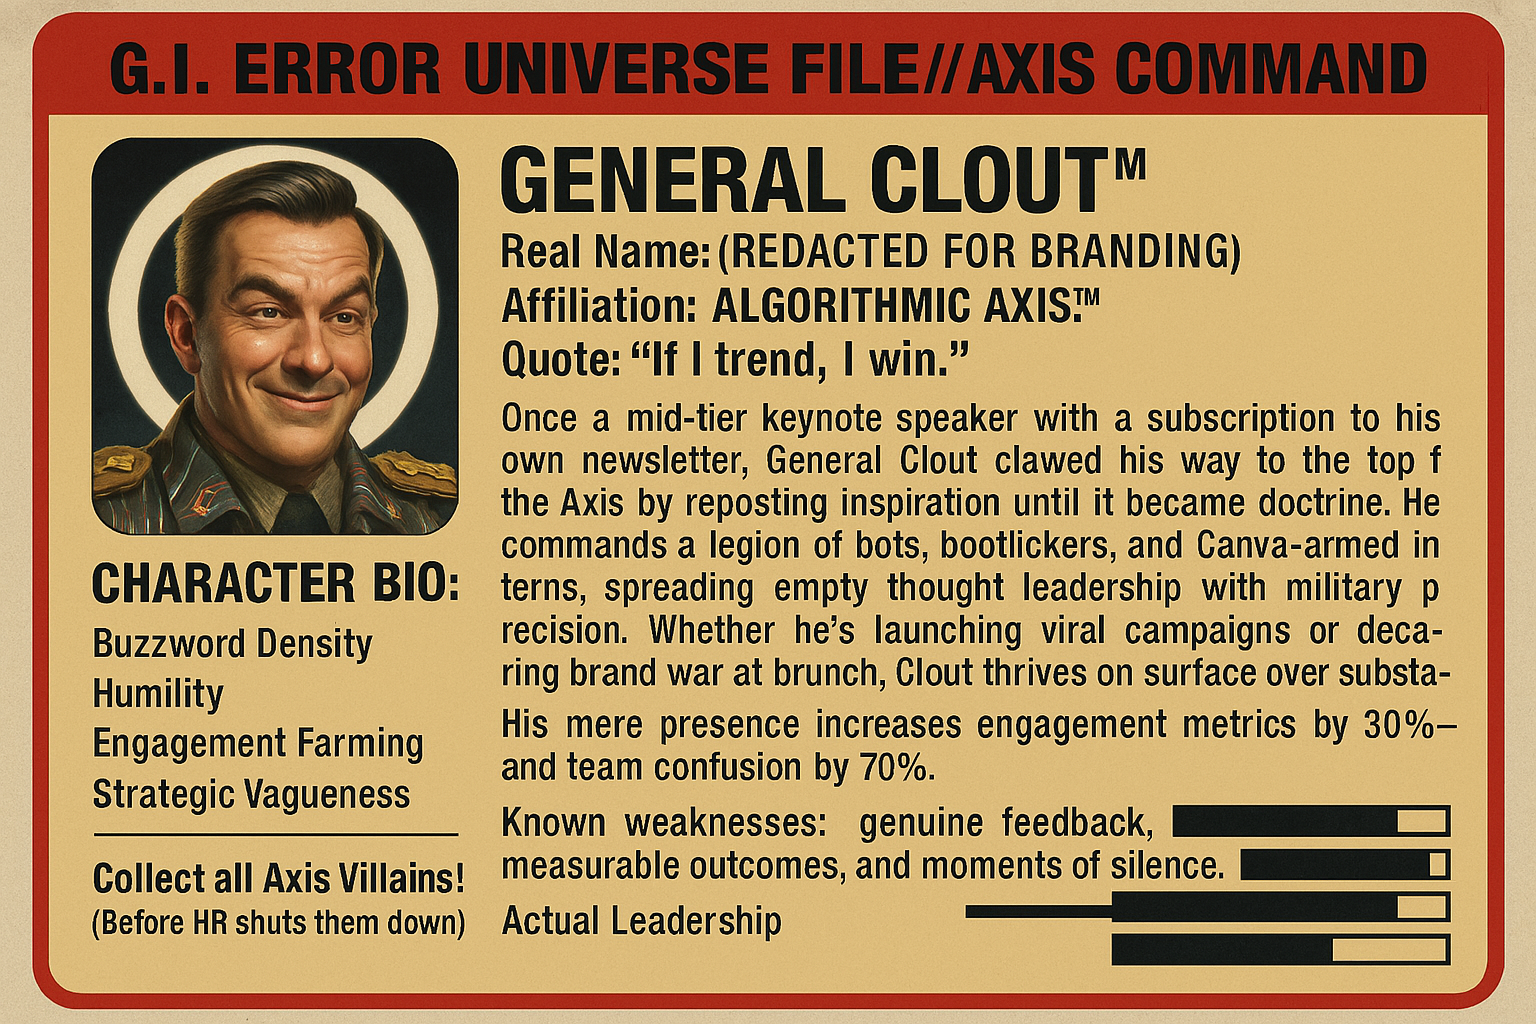 G.I. ERROR UNIVERSE FILE//AXIS COMMAND
GENERAL CLOUT™
Real Name: (REDACTED FOR BRANDING)
Affiliation: ALGORITHMIC AXIS.™
Quote: “If I trend, I win.”
Once a mid-tier keynote speaker with a subscription to his
own newsletter, General Clout clawed his way to the top f
the Axis by reposting inspiration until it became doctrine. He
commands a legion of bots, bootlickers, and Canva-armed in
terns, spreading empty thought leadership with military p
recision. Whether he’s launching viral campaigns or deca-
ring brand war at brunch, Clout thrives on surface over substa-
His mere presence increases engagement metrics by 30%–
and team confusion by 70%.
Known weaknesses: genuine feedback,
measurable outcomes, and moments of silence.
Actual Leadership
CHARACTER BIO:
Buzzword Density
Humility
Engagement Farming
Strategic Vagueness
Collect all Axis Villains!
(Before HR shuts them down)